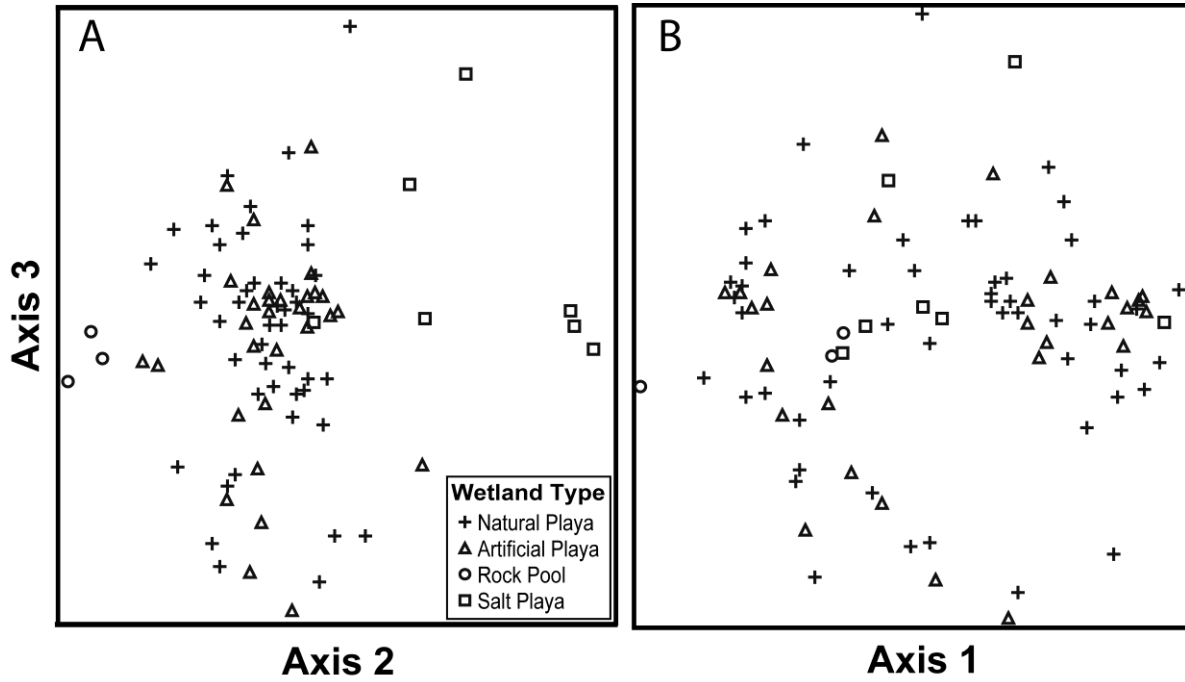 A
B
Axis 3
Wetland Type
Natural Playa
Artificial Playa
Rock Pool
Salt Playa
Axis 2
Axis 1